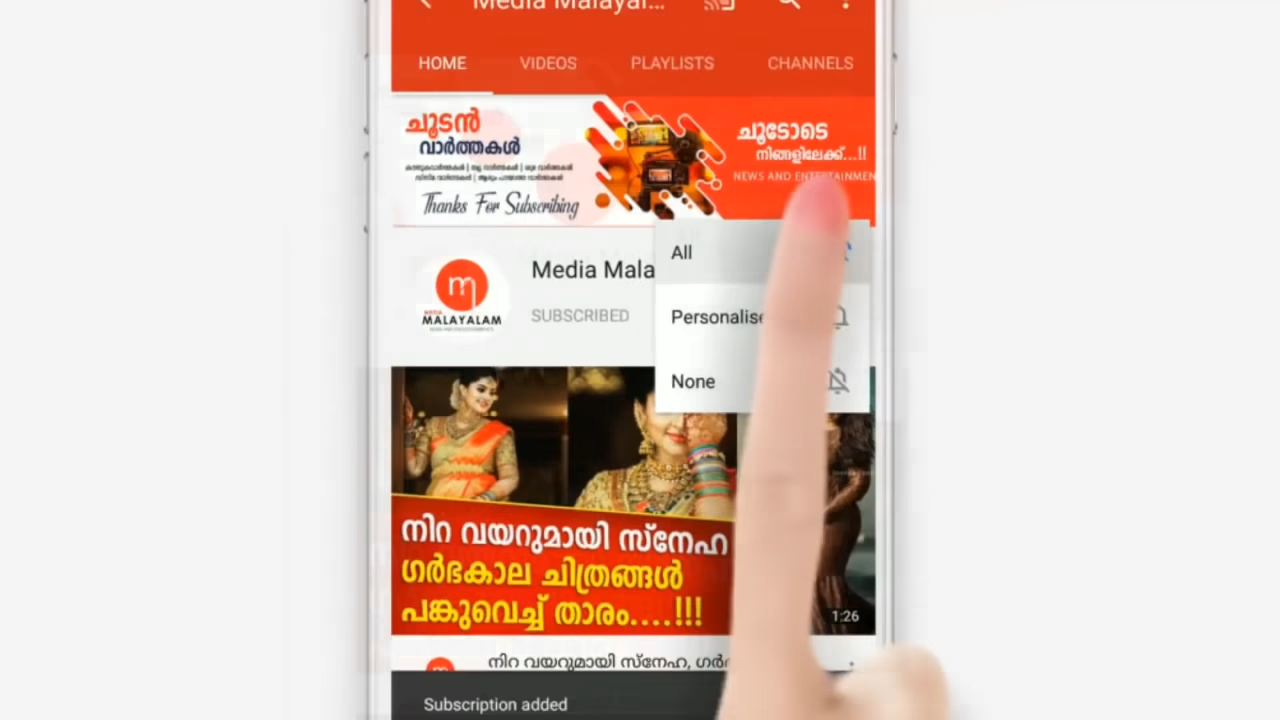 Media Malayal...
HOME VIDEOS PLAYLISTS CHANNELS
ചൂടൻ
വാർത്തകൾ
Thanks For Subscribing
ചൂടോടെ
നിങ്ങളിലേക്ക്...!!
NEWS AND ENTERTAINMEN
Media Mala
SUBSCRIBED
MALAYALAM
All
Personalise
None
നിറ വയറുമായി സ്നേഹ
ഗർഭകാല ചിത്രങ്ങൾ
പങ്കുവെച്ച് താരം....!!!
1:26
നിറ വയറുമായി സ്നേഹ, ഗർഭ
Subscription added